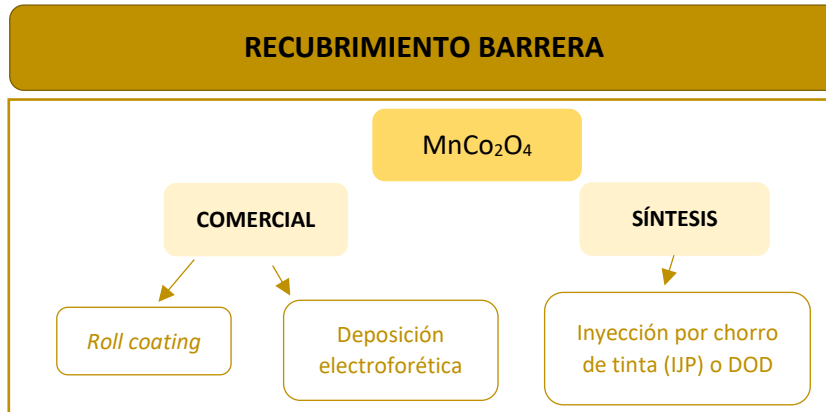 RECUBRIMIENTO BARRERA
MnCo₂O₄
COMERCIAL
SÍNTESIS
Roll coating
Deposición
electroforética
Inyección por chorro
de tinta (IJP) o DOD